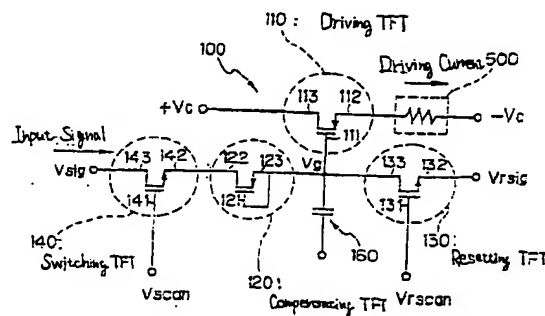 110: Driving TFT
100
Driving Current 500
113 112
+Vc
-Vc
111
Input Signal
Vsig
143 142
122 123
Vg
133 132
Vrsig
141
121
131
140:
Switching TFT
160
130:
Resetting TFT
120:
Compensating TFT
Vscan
Vrscan